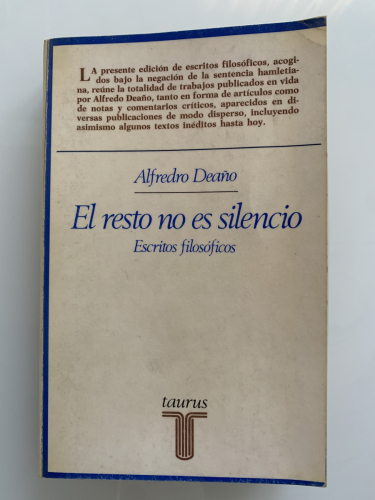 LA presente edición de escritos filosóficos, acogi-
dos bajo la negación de la sentencia hamletia-
na, reúne la totalidad de trabajos publicados en vida
por Alfredo Deaño, tanto en forma de artículos como
de notas y comentarios críticos, aparecidos en di-
versas publicaciones de modo disperso, incluyendo
asimismo algunos textos inéditos hasta hoy.
Alfredro Deaño
El resto no es silencio
Escritos filosóficos
taurus